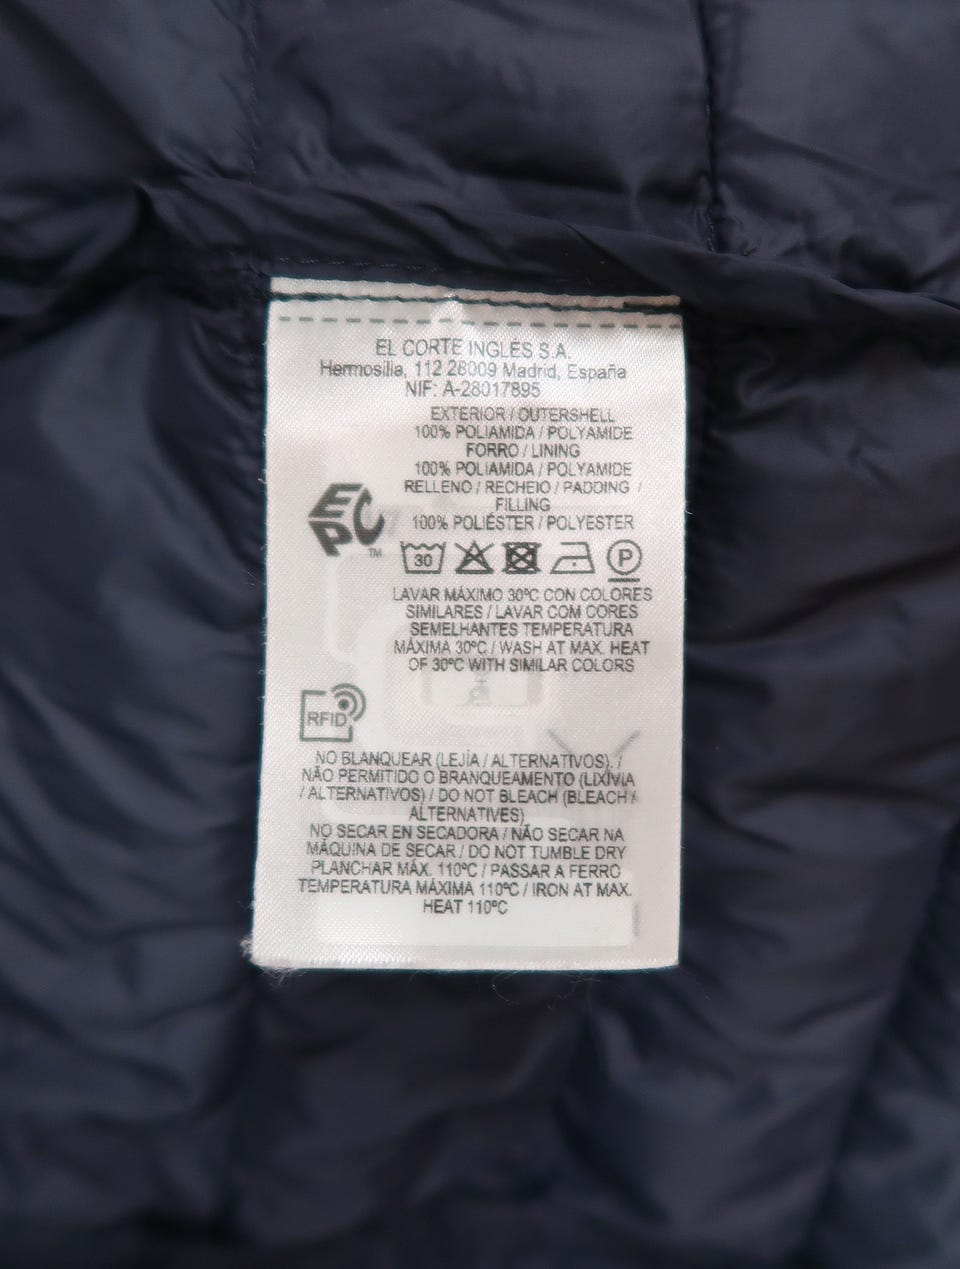 EL CORTE INGLES S.A.
Hermosilla, 112 28009 Madrid, España
NIF: A-28017895
EXTERIOR / OUTERSHELL
100% POLIAMIDA / POLYAMIDE
FORRO / LINING
100% POLIAMIDA / POLYAMIDE
RELLENO / RECHEIO / PADDING /
FILLING
100% POLIÉSTER / POLYESTER
EPC TM
30 P
LAVAR MÁXIMO 30ºC CON COLORES
SIMILARES / LAVAR COM CORES
SEMELHANTES TEMPERATURA
MÁXIMA 30ºC / WASH AT MAX. HEAT
OF 30ºC WITH SIMILAR COLORS
RFID
NO BLANQUEAR (LEJÍA / ALTERNATIVOS). /
NÃO PERMITIDO O BRANQUEAMENTO (LIXÍVIA
/ ALTERNATIVOS) / DO NOT BLEACH (BLEACH /
ALTERNATIVES)
NO SECAR EN SECADORA / NÃO SECAR NA
MÁQUINA DE SECAR / DO NOT TUMBLE DRY
PLANCHAR MÁX. 110ºC / PASSAR A FERRO
TEMPERATURA MÁXIMA 110ºC / IRON AT MAX.
HEAT 110ºC